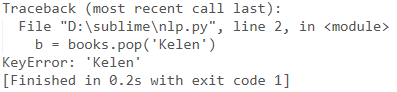 Traceback (most recent call last):
  File "D:\sublime\nlp.py", line 2, in <module>
    b = books.pop('Kelen')
KeyError: 'Kelen'
[Finished in 0.2s with exit code 1]